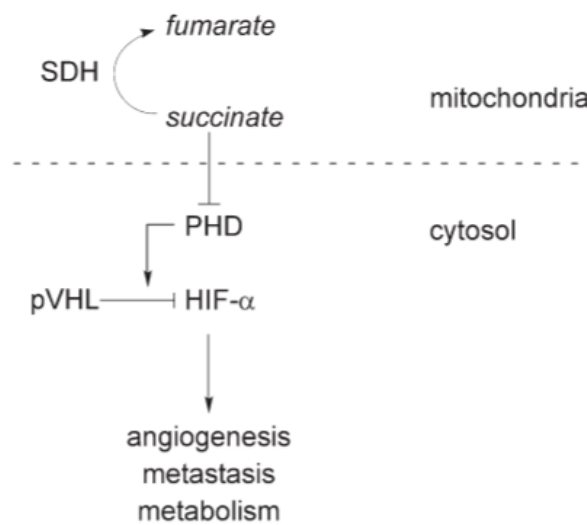 fumarate
SDH
succinate
mitochondria
PHD
cytosol
pVHL HIF-α
angiogenesis
metastasis
metabolism